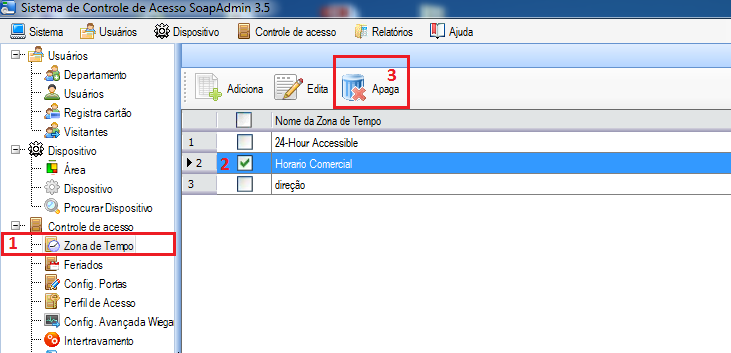 Sistema de Controle de Acesso SoapAdmin 3.5
Sistema Usuários Dispositivo Controle de acesso Relatórios Ajuda
Usuários
Departamento
Usuários
Registra cartão
Visitantes
Dispositivo
Área
Dispositivo
Procurar Dispositivo
Controle de acesso
1 Zona de Tempo
Feriados
Config. Portas
Perfil de Acesso
Config. Avançada Wiega
Intertravamento
Adiciona Edita Apaga 3
Nome da Zona de Tempo
1 24-Hour Accessible
2 2 Horario Comercial
3 direção